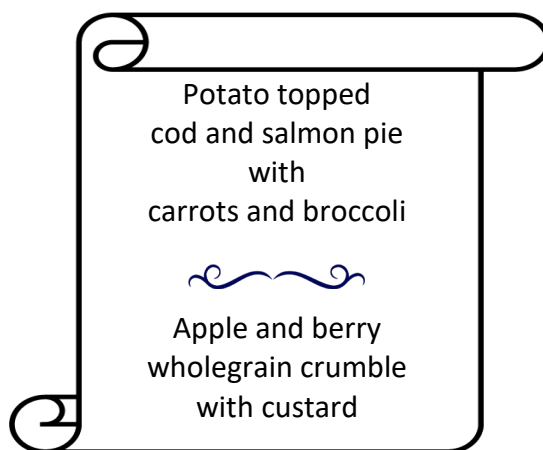 Potato topped
cod and salmon pie
with
carrots and broccoli
Apple and berry
wholegrain crumble
with custard